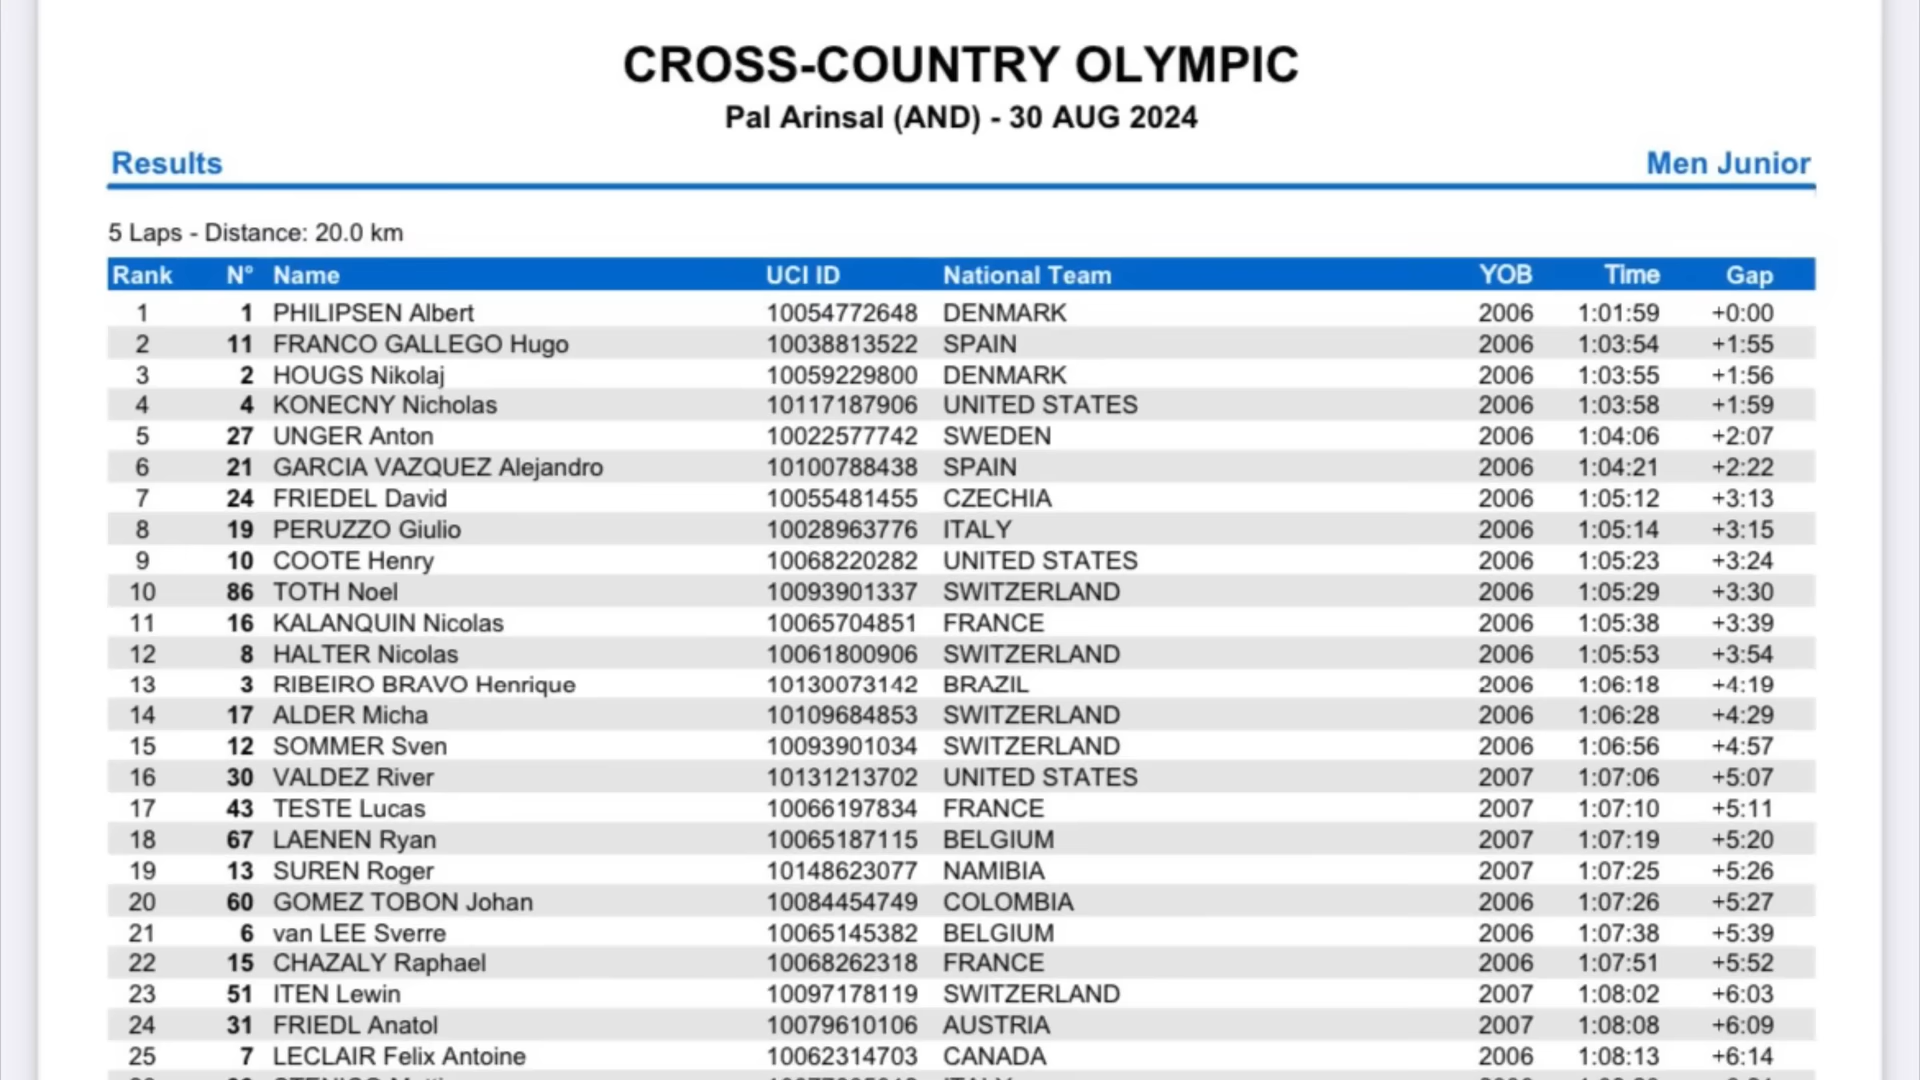 CROSS-COUNTRY OLYMPIC
Pal Arinsal (AND) - 30 AUG 2024
Results Men Junior
5 Laps - Distance: 20.0 km
Rank N° Name UCI ID National Team YOB Time Gap
1 1 PHILIPSEN Albert 10054772648 DENMARK 2006 1:01:59 +0:00
2 11 FRANCO GALLEGO Hugo 10038813522 SPAIN 2006 1:03:54 +1:55
3 2 HOUGS Nikolaj 10059229800 DENMARK 2006 1:03:55 +1:56
4 4 KONECNY Nicholas 10117187906 UNITED STATES 2006 1:03:58 +1:59
5 27 UNGER Anton 10022577742 SWEDEN 2006 1:04:06 +2:07
6 21 GARCIA VAZQUEZ Alejandro 10100788438 SPAIN 2006 1:04:21 +2:22
7 24 FRIEDEL David 10055481455 CZECHIA 2006 1:05:12 +3:13
8 19 PERUZZO Giulio 10028963776 ITALY 2006 1:05:14 +3:15
9 10 COOTE Henry 10068220282 UNITED STATES 2006 1:05:23 +3:24
10 86 TOTH Noel 10093901337 SWITZERLAND 2006 1:05:29 +3:30
11 16 KALANQUIN Nicolas 10065704851 FRANCE 2006 1:05:38 +3:39
12 8 HALTER Nicolas 10061800906 SWITZERLAND 2006 1:05:53 +3:54
13 3 RIBEIRO BRAVO Henrique 10130073142 BRAZIL 2006 1:06:18 +4:19
14 17 ALDER Micha 10109684853 SWITZERLAND 2006 1:06:28 +4:29
15 12 SOMMER Sven 10093901034 SWITZERLAND 2006 1:06:56 +4:57
16 30 VALDEZ River 10131213702 UNITED STATES 2007 1:07:06 +5:07
17 43 TESTE Lucas 10066197834 FRANCE 2007 1:07:10 +5:11
18 67 LAENEN Ryan 10065187115 BELGIUM 2007 1:07:19 +5:20
19 13 SUREN Roger 10148623077 NAMIBIA 2007 1:07:25 +5:26
20 60 GOMEZ TOBON Johan 10084454749 COLOMBIA 2006 1:07:26 +5:27
21 6 van LEE Sverre 10065145382 BELGIUM 2006 1:07:38 +5:39
22 15 CHAZALY Raphael 10068262318 FRANCE 2006 1:07:51 +5:52
23 51 ITEN Lewin 10097178119 SWITZERLAND 2007 1:08:02 +6:03
24 31 FRIEDL Anatol 10079610106 AUSTRIA 2007 1:08:08 +6:09
25 7 LECLAIR Felix Antoine 10062314703 CANADA 2006 1:08:13 +6:14